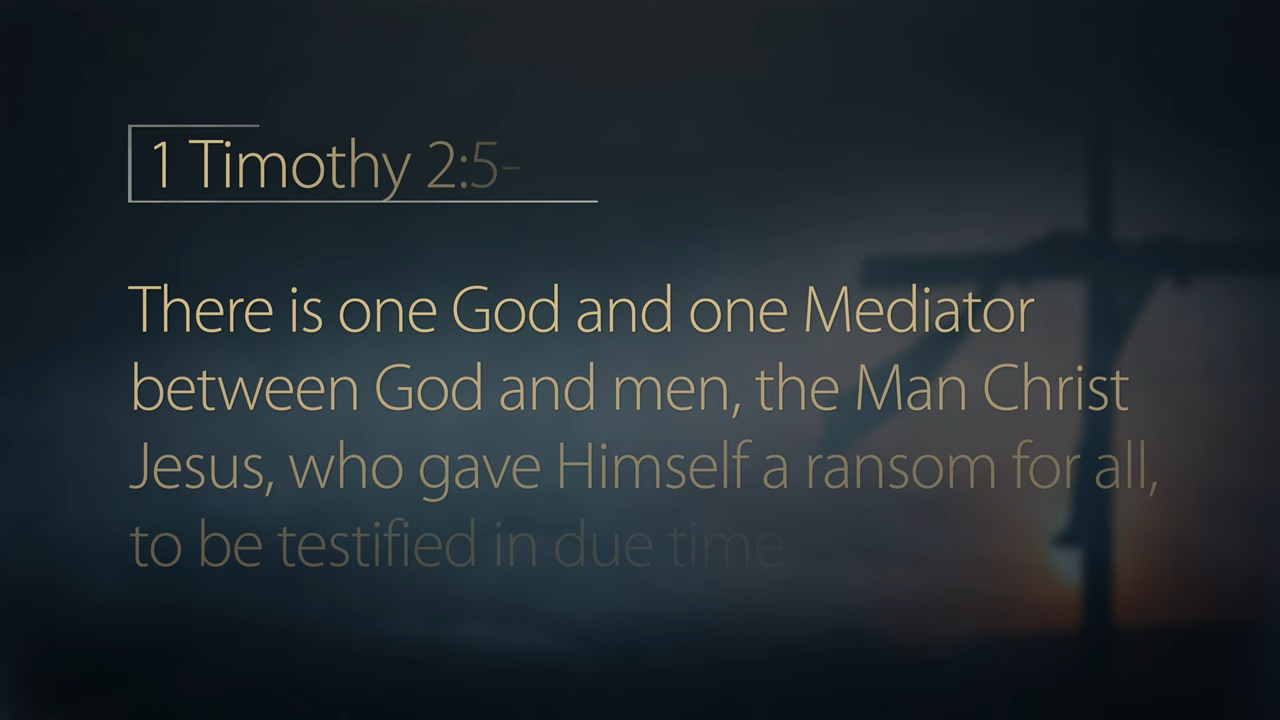 1 Timothy 2:5-
There is one God and one Mediator
between God and men, the Man Christ
Jesus, who gave Himself a ransom for all,
to be testified in due time